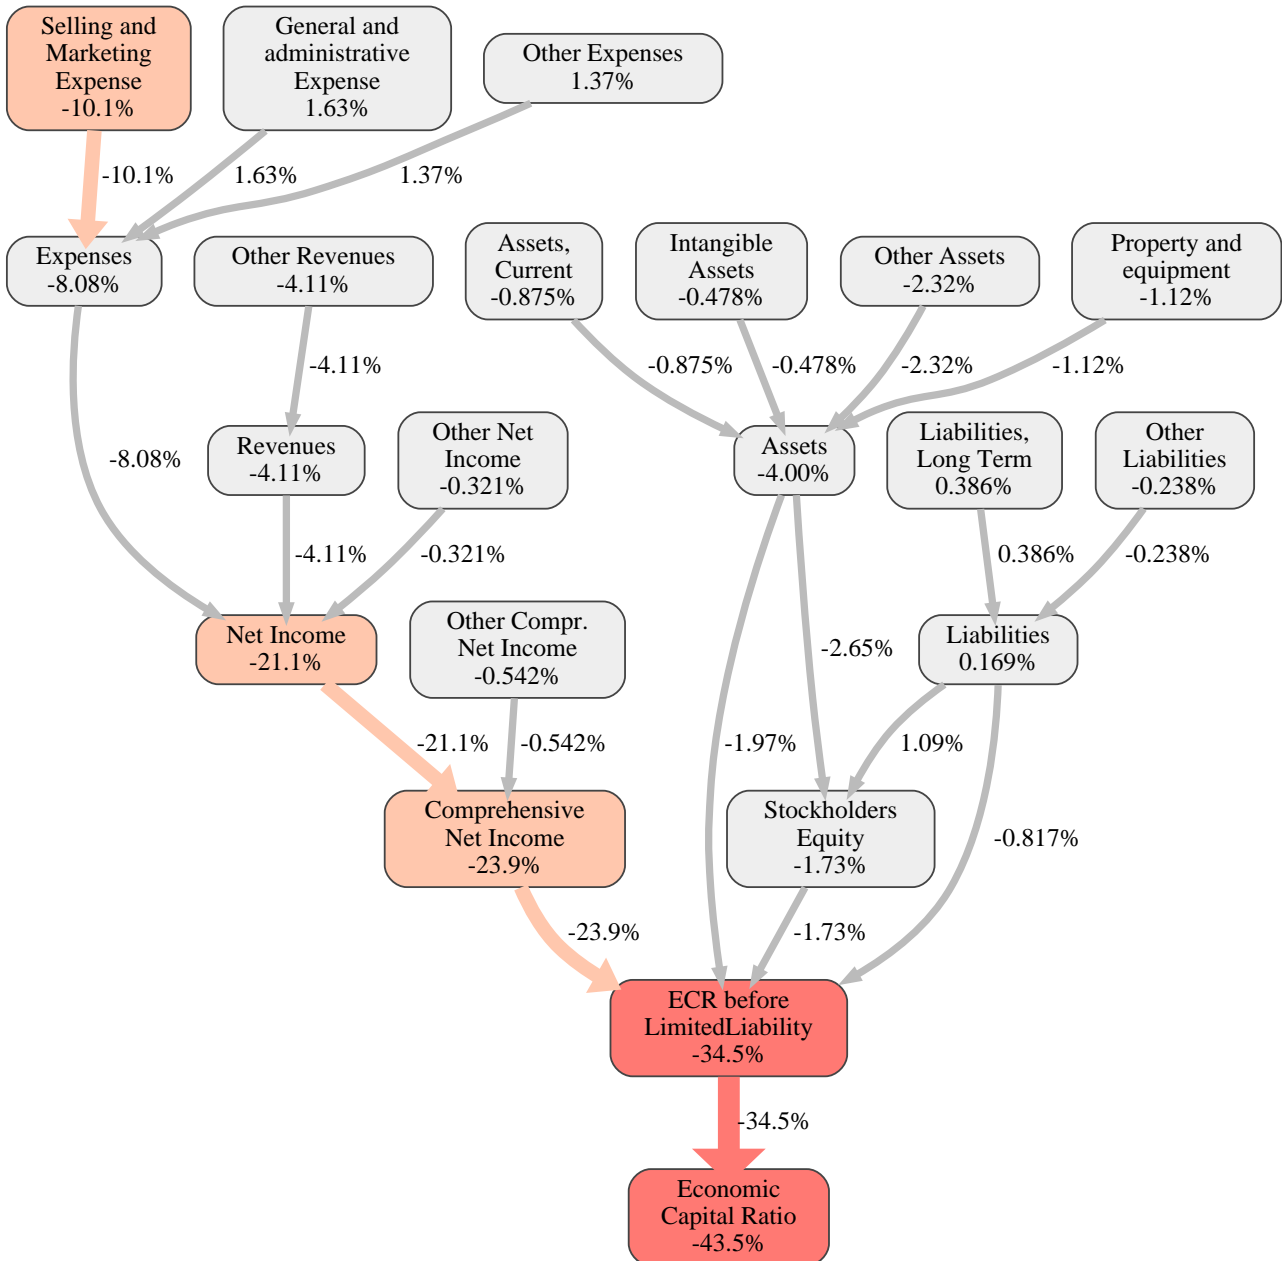 Selling and
Marketing
Expense
-10.1%
General and
administrative
Expense
1.63%
Other Expenses
1.37%
-10.1%
1.63%
1.37%
Expenses
-8.08%
Other Revenues
-4.11%
Assets,
Current
-0.875%
Intangible
Assets
-0.478%
Other Assets
-2.32%
Property and
equipment
-1.12%
-4.11%
-0.875%
-0.478%
-2.32%
-1.12%
-8.08%
Revenues
-4.11%
Other Net
Income
-0.321%
Assets
-4.00%
Liabilities,
Long Term
0.386%
Other
Liabilities
-0.238%
-4.11%
-0.321%
0.386%
-0.238%
Net Income
-21.1%
Other Compr.
Net Income
-0.542%
-2.65%
Liabilities
0.169%
-21.1%
-0.542%
-1.97%
1.09%
Comprehensive
Net Income
-23.9%
Stockholders
Equity
-1.73%
-0.817%
-23.9%
-1.73%
ECR before
LimitedLiability
-34.5%
-34.5%
Economic
Capital Ratio
-43.5%